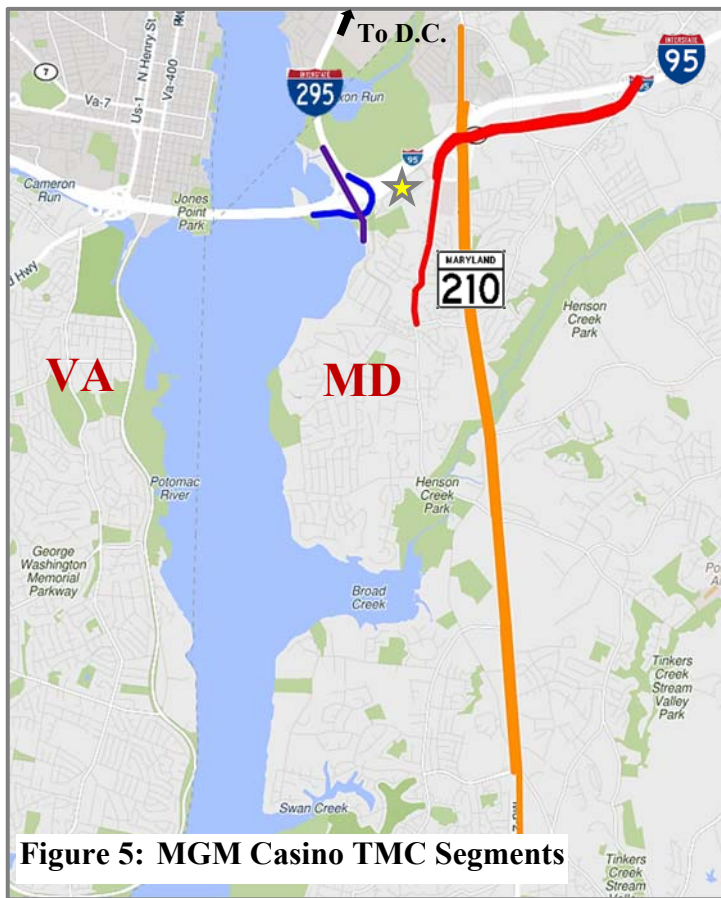 To D.C.
N Henry St
Va-400
Us-1
7
Va-7
INTERSTATE
295
INTERSTATE
95
95
Cameron
Run
Jones
Point
Park
MARYLAND
210
Henson
Creek
Park
VA
MD
Potomac
River
Henson
Creek
Park
George
Washington
Memorial
Parkway
Broad
Creek
Tinkers
Creek
Stream
Valley
Park
Swan Creek
Figure 5: MGM Casino TMC Segments
Tinkers
Creek
Stream
Valley